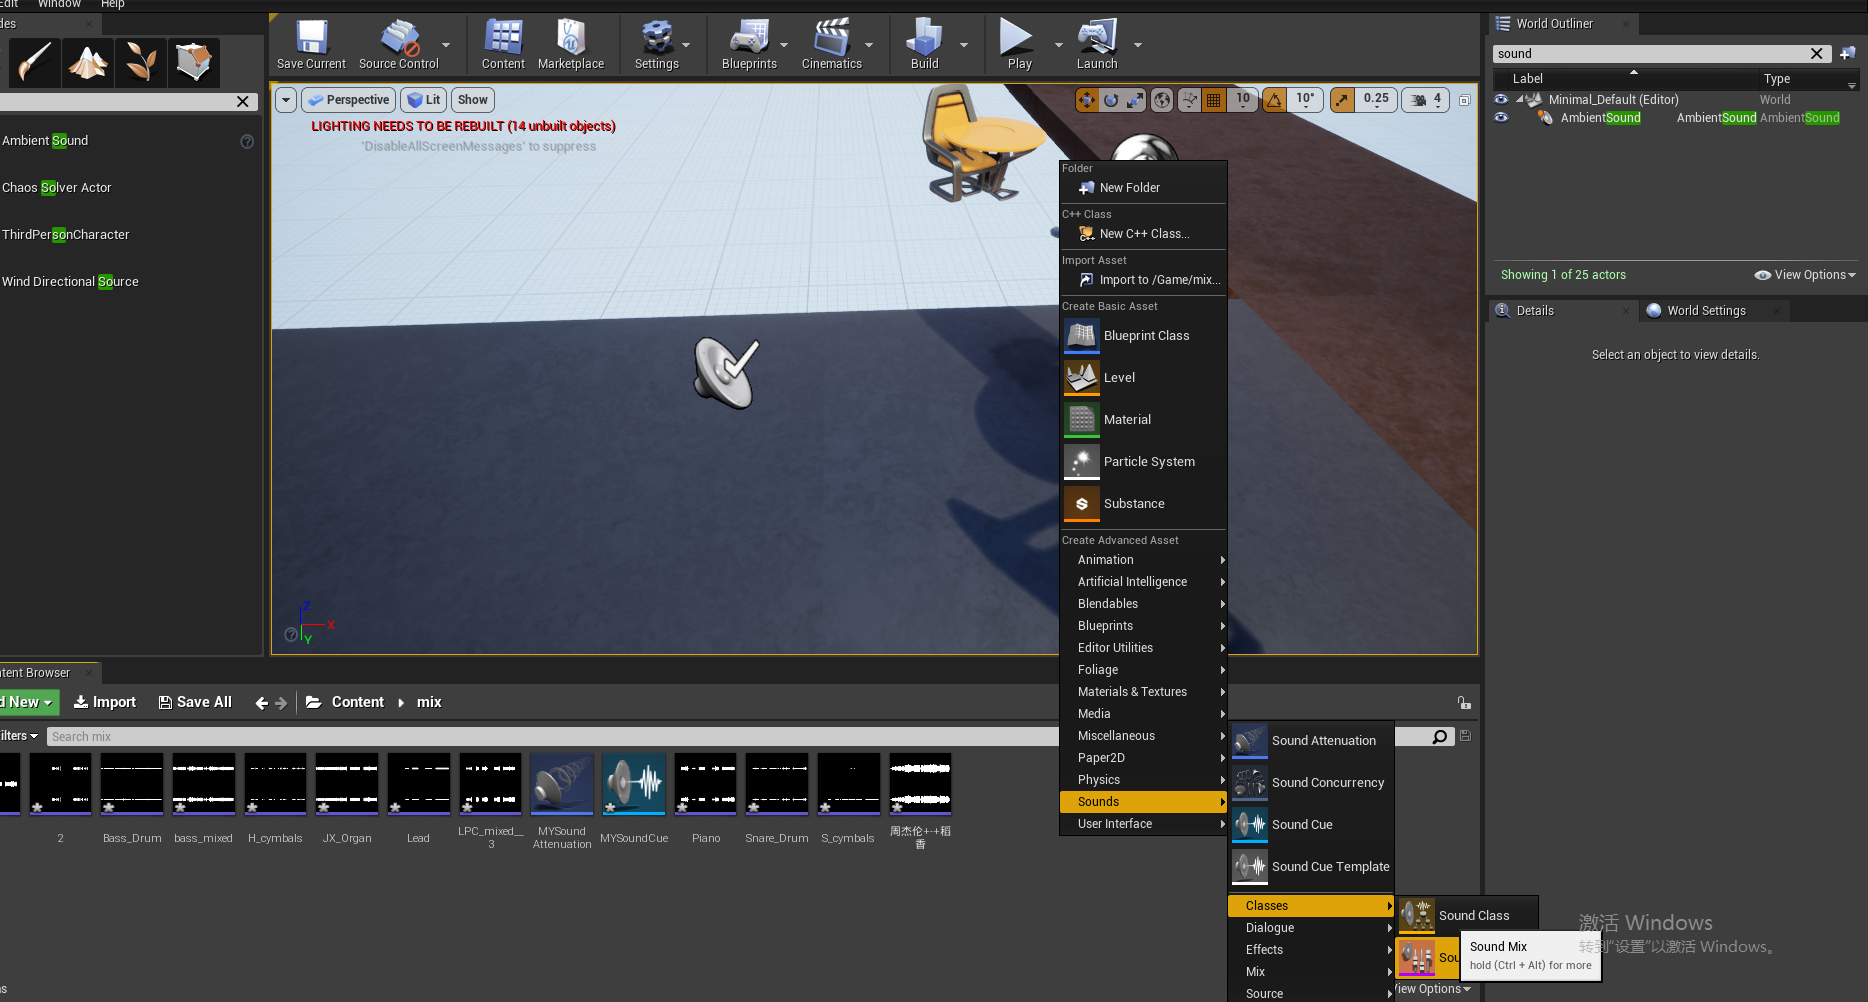 Edit
Window
Help
des
Save Current
Source Control
Content
Marketplace
Settings
Blueprints
Cinematics
Build
Play
Launch
World Outliner
sound
Label
Type
Minimal_Default (Editor)
World
AmbientSound
AmbientSound
AmbientSound
Showing 1 of 25 actors
View Options
Details
World Settings
Select an object to view details.
Ambient Sound
Chaos Solver Actor
ThirdPersonCharacter
Wind Directional Source
Perspective
Lit
Show
10
10°
0.25
4
LIGHTING NEEDS TO BE REBUILT (14 unbuilt objects)
'DisableAllScreenMessages' to suppress
Z
X
Y
Folder
New Folder
C++ Class
New C++ Class...
Import Asset
Import to /Game/mix...
Create Basic Asset
Blueprint Class
Level
Material
Particle System
Substance
Create Advanced Asset
Animation
Artificial Intelligence
Blendables
Blueprints
Editor Utilities
Foliage
Materials & Textures
Media
Miscellaneous
Paper2D
Physics
Sounds
User Interface
Sound Attenuation
Sound Concurrency
Sound Cue
Sound Cue Template
Classes
Dialogue
Effects
Mix
Source
Sound Class
Sou
Sound Mix
hold (Ctrl + Alt) for more
激活 Windows
转到“设置”以激活 Windows。
ntent Browser
d New
Import
Save All
Content
mix
ilters
Search mix
2
Bass_Drum
bass_mixed
H_cymbals
JX_Organ
Lead
LPC_mixed__
3
MYSound
Attenuation
MYSoundCue
Piano
Snare_Drum
S_cymbals
周杰伦+-+稻
香
ns
View Options